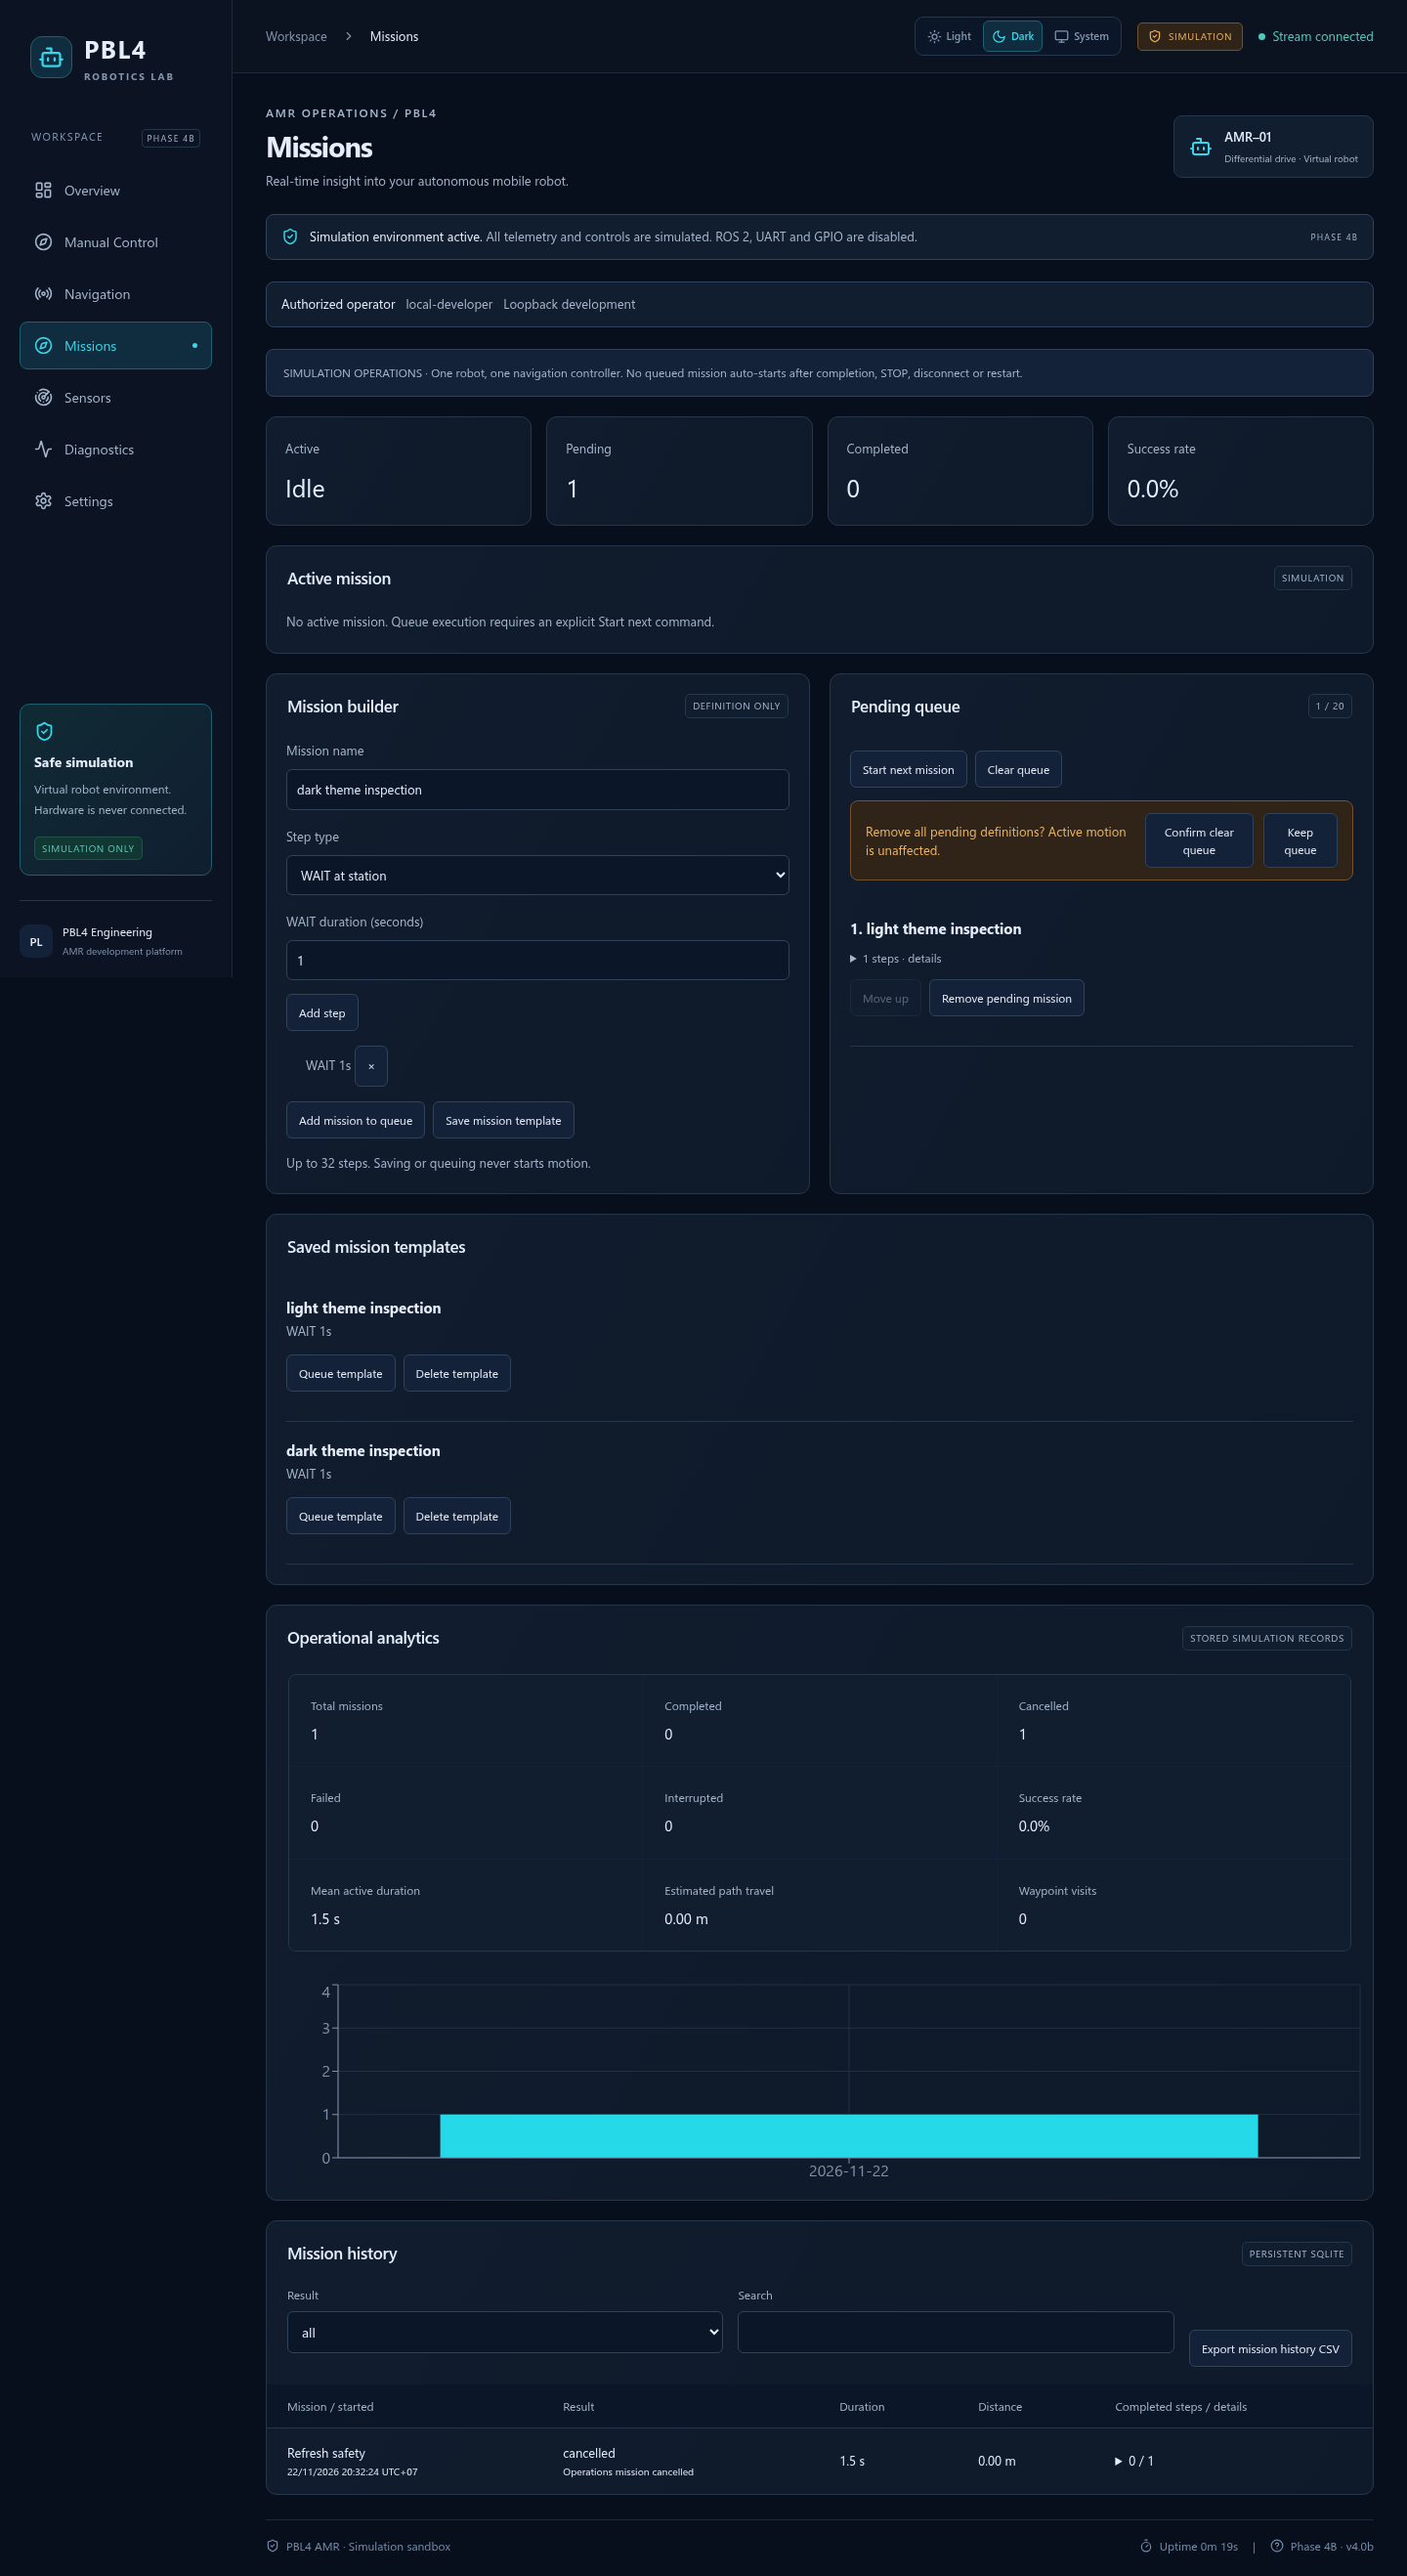 PBL4
ROBOTICS LAB
WORKSPACE
PHASE 4B
Overview
Manual Control
Navigation
Missions
Sensors
Diagnostics
Settings
Safe simulation
Virtual robot environment.
Hardware is never connected.
SIMULATION ONLY
PL
PBL4 Engineering
AMR development platform
Workspace
Missions
Light
Dark
System
SIMULATION
Stream connected
AMR OPERATIONS / PBL4
Missions
Real-time insight into your autonomous mobile robot.
AMR–01
Differential drive · Virtual robot
Simulation environment active. All telemetry and controls are simulated. ROS 2, UART and GPIO are disabled.
PHASE 4B
Authorized operator local-developer Loopback development
SIMULATION OPERATIONS · One robot, one navigation controller. No queued mission auto-starts after completion, STOP, disconnect or restart.
Active
Idle
Pending
1
Completed
0
Success rate
0.0%
Active mission
SIMULATION
No active mission. Queue execution requires an explicit Start next command.
Mission builder
DEFINITION ONLY
Mission name
dark theme inspection
Step type
WAIT at station
WAIT duration (seconds)
1
Add step
WAIT 1s ×
Add mission to queue
Save mission template
Up to 32 steps. Saving or queuing never starts motion.
Pending queue
1 / 20
Start next mission
Clear queue
Remove all pending definitions? Active motion
is unaffected.
Confirm clear
queue
Keep
queue
1. light theme inspection
1 steps · details
Move up
Remove pending mission
Saved mission templates
light theme inspection
WAIT 1s
Queue template
Delete template
dark theme inspection
WAIT 1s
Queue template
Delete template
Operational analytics
STORED SIMULATION RECORDS
Total missions
1
Completed
0
Cancelled
1
Failed
0
Interrupted
0
Success rate
0.0%
Mean active duration
1.5 s
Estimated path travel
0.00 m
Waypoint visits
0
4
3
2
1
0
2026-11-22
Mission history
PERSISTENT SQLITE
Result
all
Search
Export mission history CSV
Mission / started
Result
Duration
Distance
Completed steps / details
Refresh safety
22/11/2026 20:32:24 UTC+07
cancelled
Operations mission cancelled
1.5 s
0.00 m
0 / 1
PBL4 AMR · Simulation sandbox
Uptime 0m 19s
|
Phase 4B · v4.0b